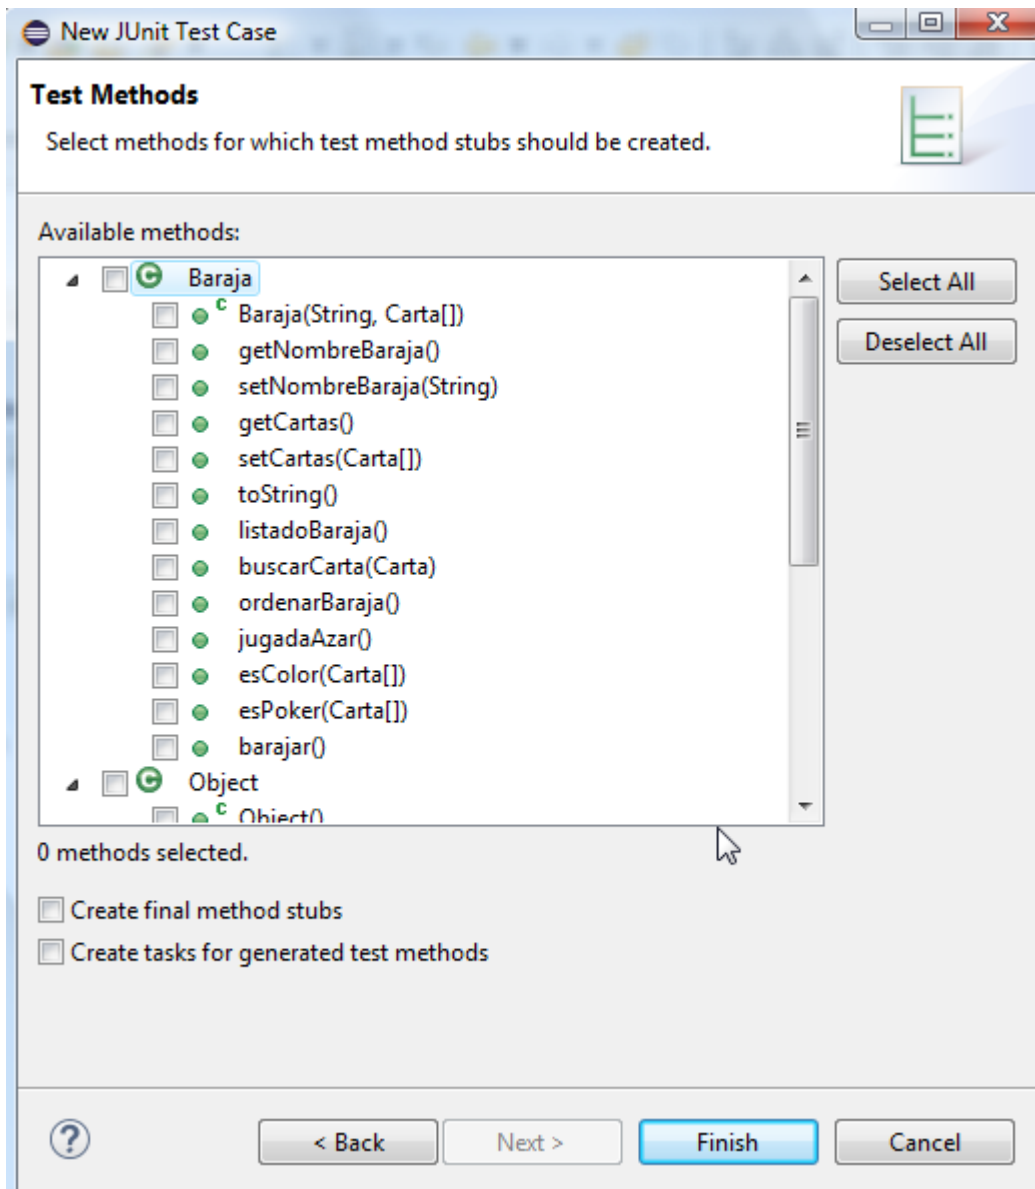 New JUnit Test Case
Test Methods
Select methods for which test method stubs should be created.
Available methods:
Baraja
Baraja(String, Carta[])
getNombreBaraja()
setNombreBaraja(String)
getCartas()
setCartas(Carta[])
toString()
listadoBaraja()
buscarCarta(Carta)
ordenarBaraja()
jugadaAzar()
esColor(Carta[])
esPoker(Carta[])
barajar()
Object
Object()
Select All
Deselect All
0 methods selected.
Create final method stubs
Create tasks for generated test methods
< Back
Next >
Finish
Cancel